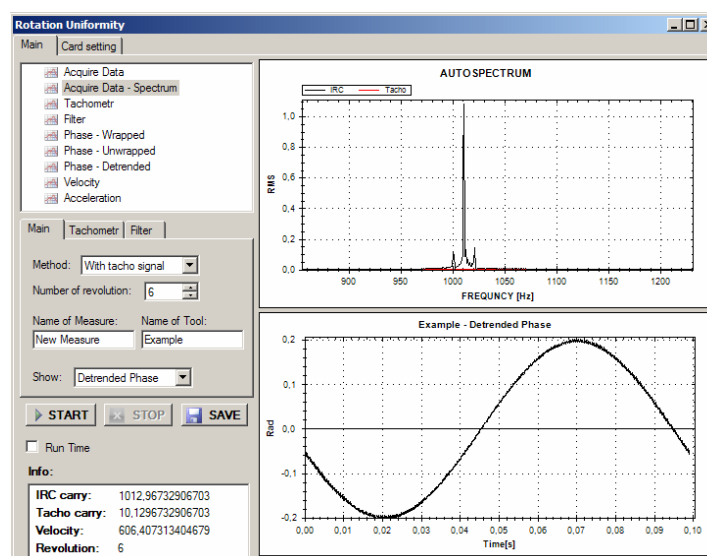 Rotation Uniformity
Main Card setting
Acquire Data
Acquire Data - Spectrum
Tachometr
Filter
Phase - Wrapped
Phase - Unwrapped
Phase - Detrended
Velocity
Acceleration
Main Tachometr Filter
Method: With tacho signal
Number of revolution: 6
Name of Measure: Name of Tool:
New Measure Example
Show: Detrended Phase
START STOP SAVE
Run Time
Info:
IRC carry: 1012,96732906703
Tacho carry: 10,1296732906703
Velocity: 606,407313404679
Revolution: 6
AUTOSPECTRUM
IRC Tacho
1,0
0,8
0,6
0,4
0,2
0,0
RMS
900 950 1000 1050 1100 1150 1200
FREQUNCY [Hz]
Example - Detrended Phase
0,2
0,1
0,0
-0,1
-0,2
Rad
0,00 0,01 0,02 0,03 0,04 0,05 0,06 0,07 0,08 0,09 0,10
Time[s]